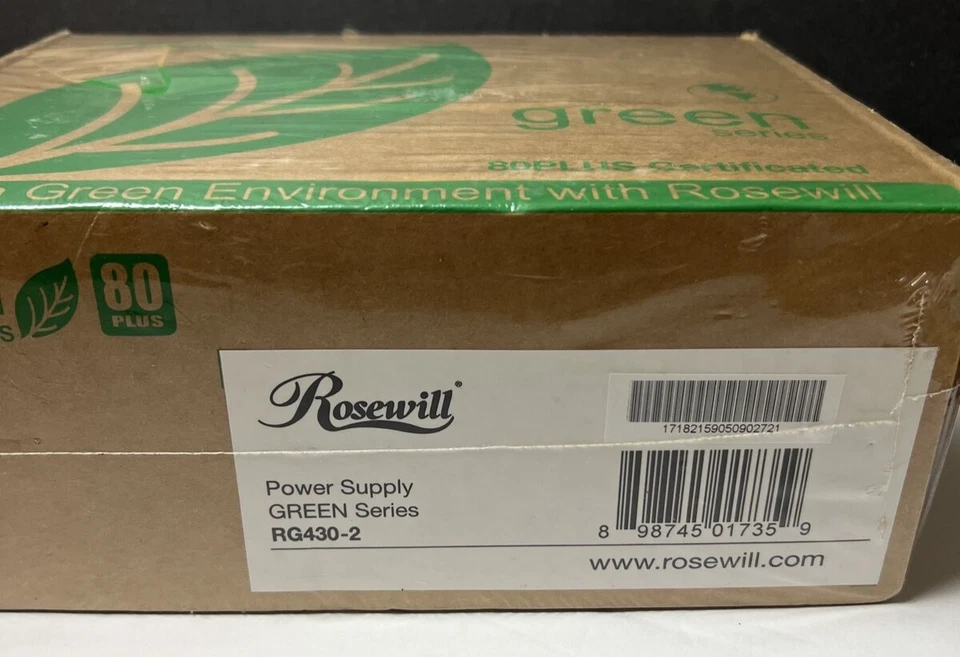 green
series
80PLUS Certificated
Green Environment with Rosewill
80
PLUS
Rosewill®
17182159050902721
8 98745 01735 9
Power Supply
GREEN Series
RG430-2
www.rosewill.com